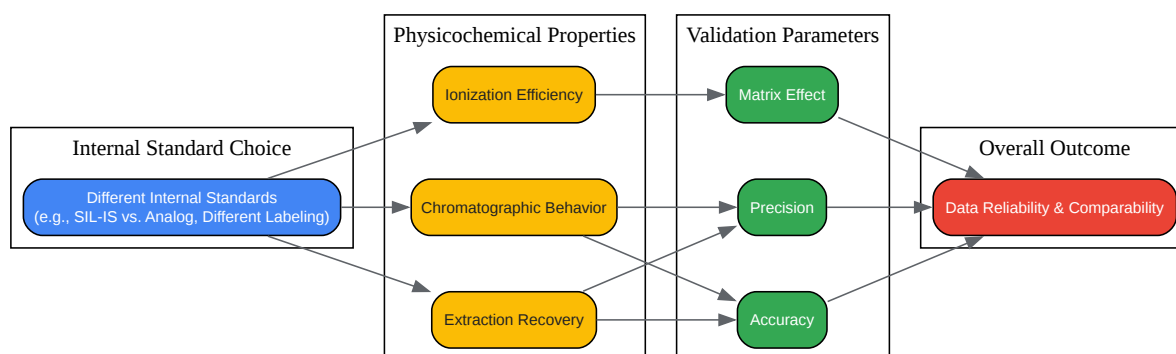 Physicochemical Properties
Validation Parameters
Ionization Efficiency
Matrix Effect
Internal Standard Choice
Overall Outcome
Different Internal Standards
(e.g., SIL-IS vs. Analog, Different Labeling)
Chromatographic Behavior
Precision
Data Reliability & Comparability
Extraction Recovery
Accuracy